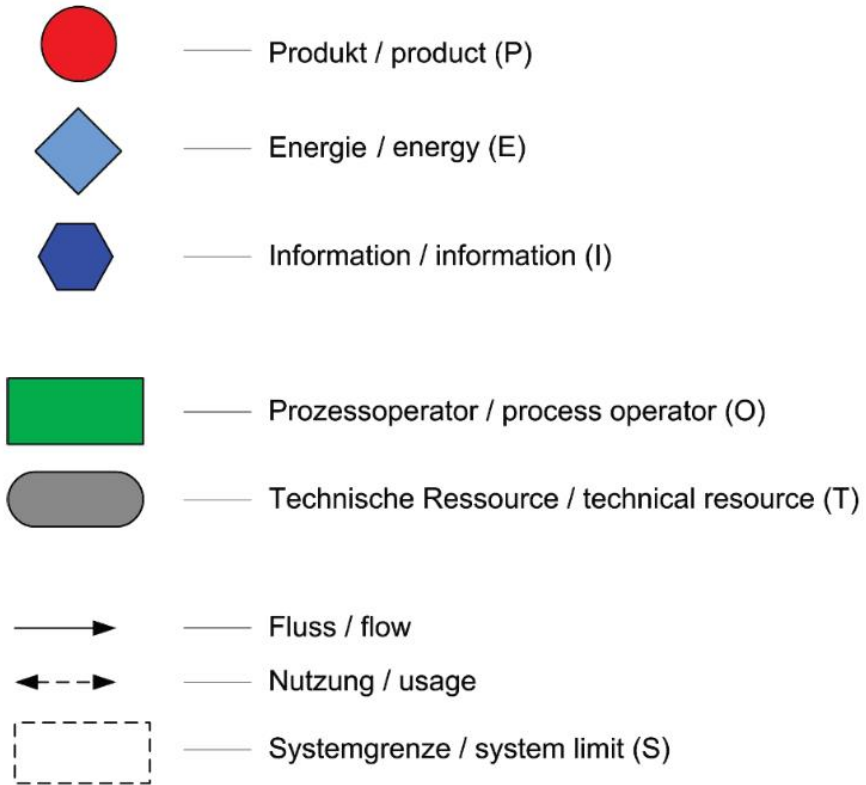 Produkt / product (P)
Energie / energy (E)
Information / information (I)
Prozessoperator / process operator (O)
Technische Ressource / technical resource (T)
Fluss / flow
Nutzung / usage
Systemgrenze / system limit (S)